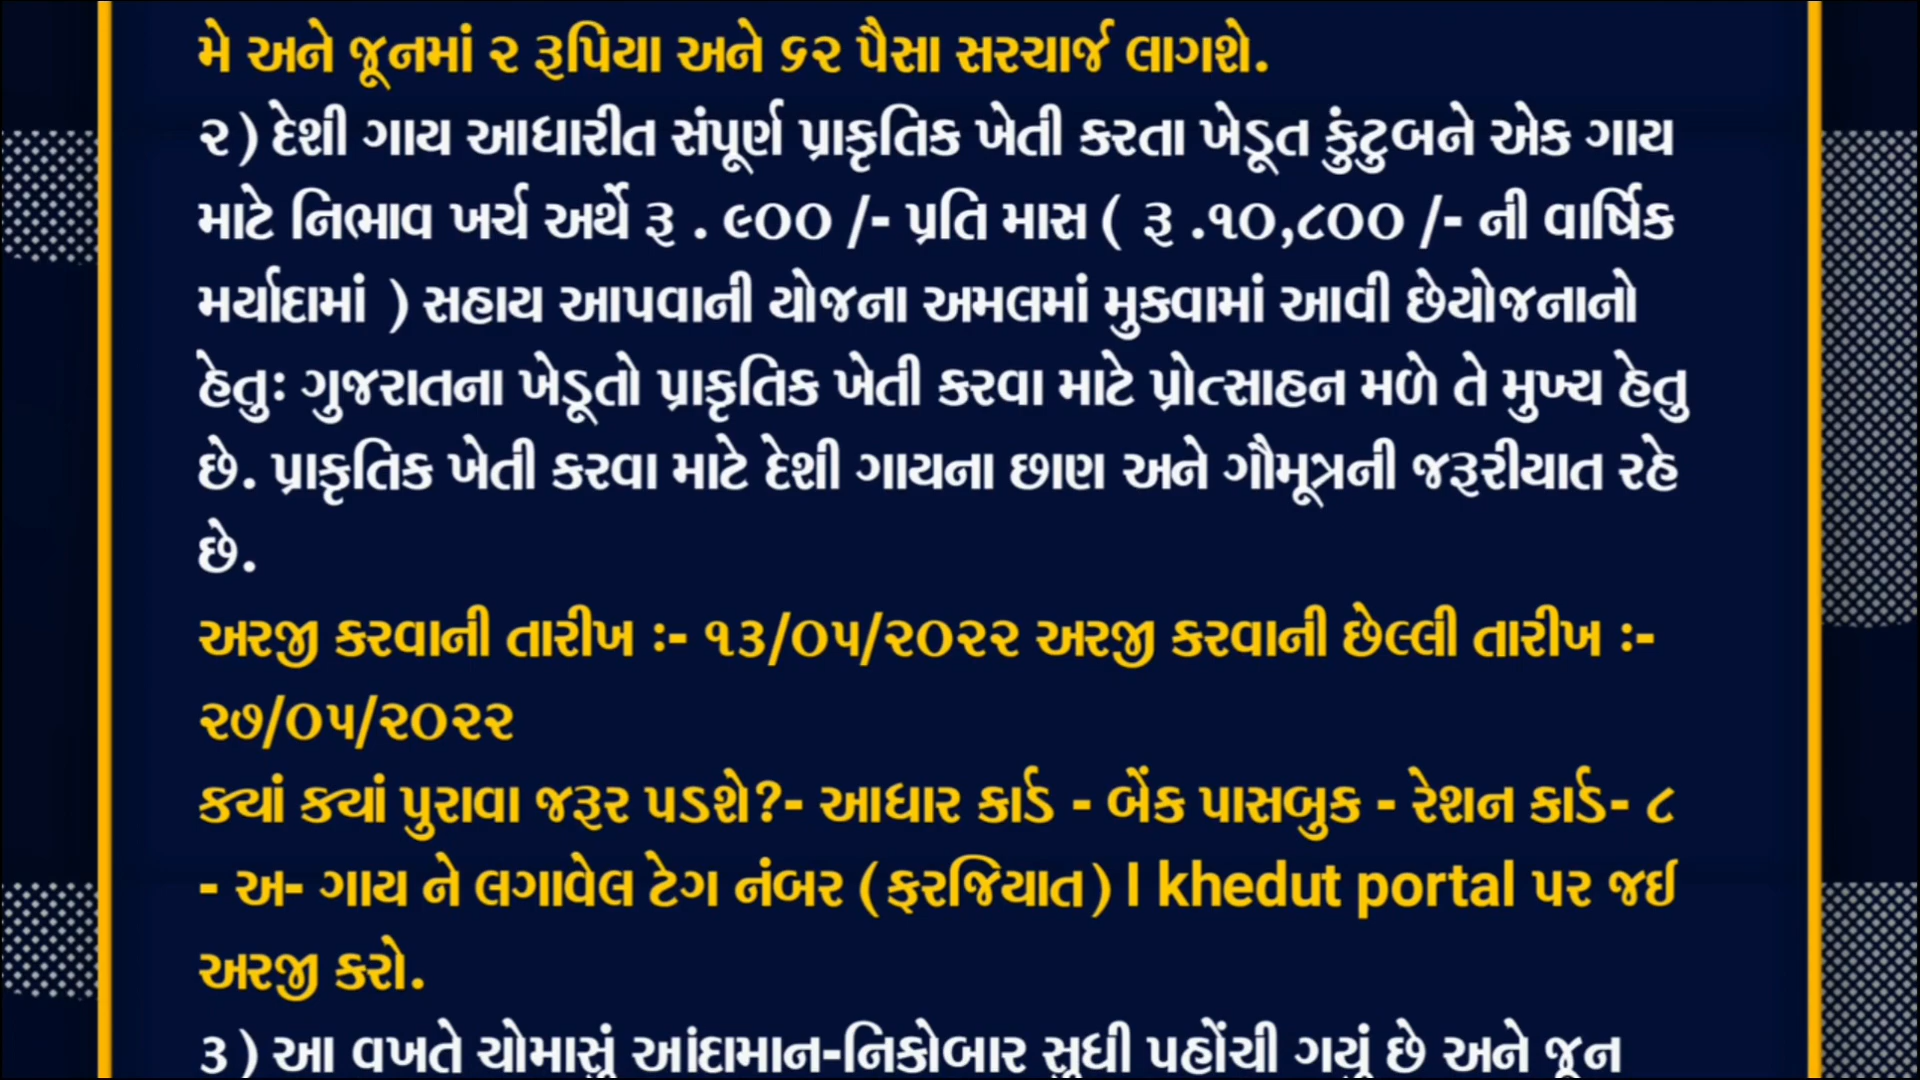 મે અને જૂનમાં ૨ રૂપિયા અને ૬૨ પૈસા સરચાર્જ લાગશે.
૨) દેશી ગાય આધારીત સંપૂર્ણ પ્રાકૃતિક ખેતી કરતા ખેડૂત કુંટુબને એક ગાય
માટે નિભાવ ખર્ચ અર્થે રૂ . ૯૦૦ /- પ્રતિ માસ ( રૂ .૧૦,૮૦૦ /- ની વાર્ષિક
મર્યાદામાં ) સહાય આપવાની યોજના અમલમાં મુકવામાં આવી છેયોજનાનો
હેતુઃ ગુજરાતના ખેડૂતો પ્રાકૃતિક ખેતી કરવા માટે પ્રોત્સાહન મળે તે મુખ્ય હેતુ
છે. પ્રાકૃતિક ખેતી કરવા માટે દેશી ગાયના છાણ અને ગૌમૂત્રની જરૂરીયાત રહે
છે.
અરજી કરવાની તારીખ ઃ- ૧૩/૦૫/૨૦૨૨ અરજી કરવાની છેલ્લી તારીખ ઃ-
૨૭/૦૫/૨૦૨૨
ક્યાં ક્યાં પુરાવા જરૂર પડશે?- આધાર કાર્ડ - બેંક પાસબુક - રેશન કાર્ડ- ૮
- અ- ગાય ને લગાવેલ ટેગ નંબર (ફરજિયાત) I khedut portal પર જઈ
અરજી કરો.
૩) આ વખતે ચોમાસું આંદામાન-નિકોબાર સુધી પહોંચી ગયું છે અને જૂન